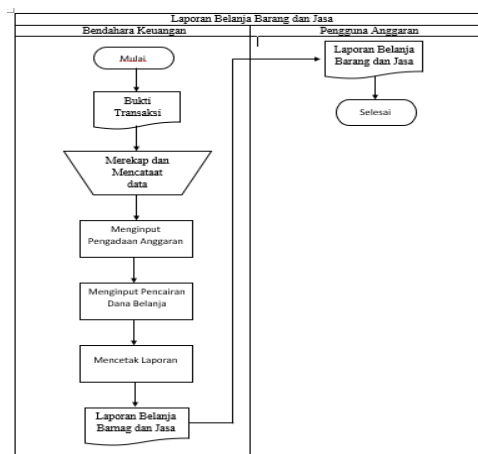 Laporan Belanja Barang dan Jasa
Bendahara Keuangan
Pengguna Anggaran
Mulai
Bukti
Transaksi
Merekap dan
Mencataat
data
Menginput
Pengadaan Anggaran
Menginput Pencairan
Dana Belanja
Mencetak Laporan
Laporan Belanja
Barnag dan Jasa
Laporan Belanja
Barang dan Jasa
Selesai